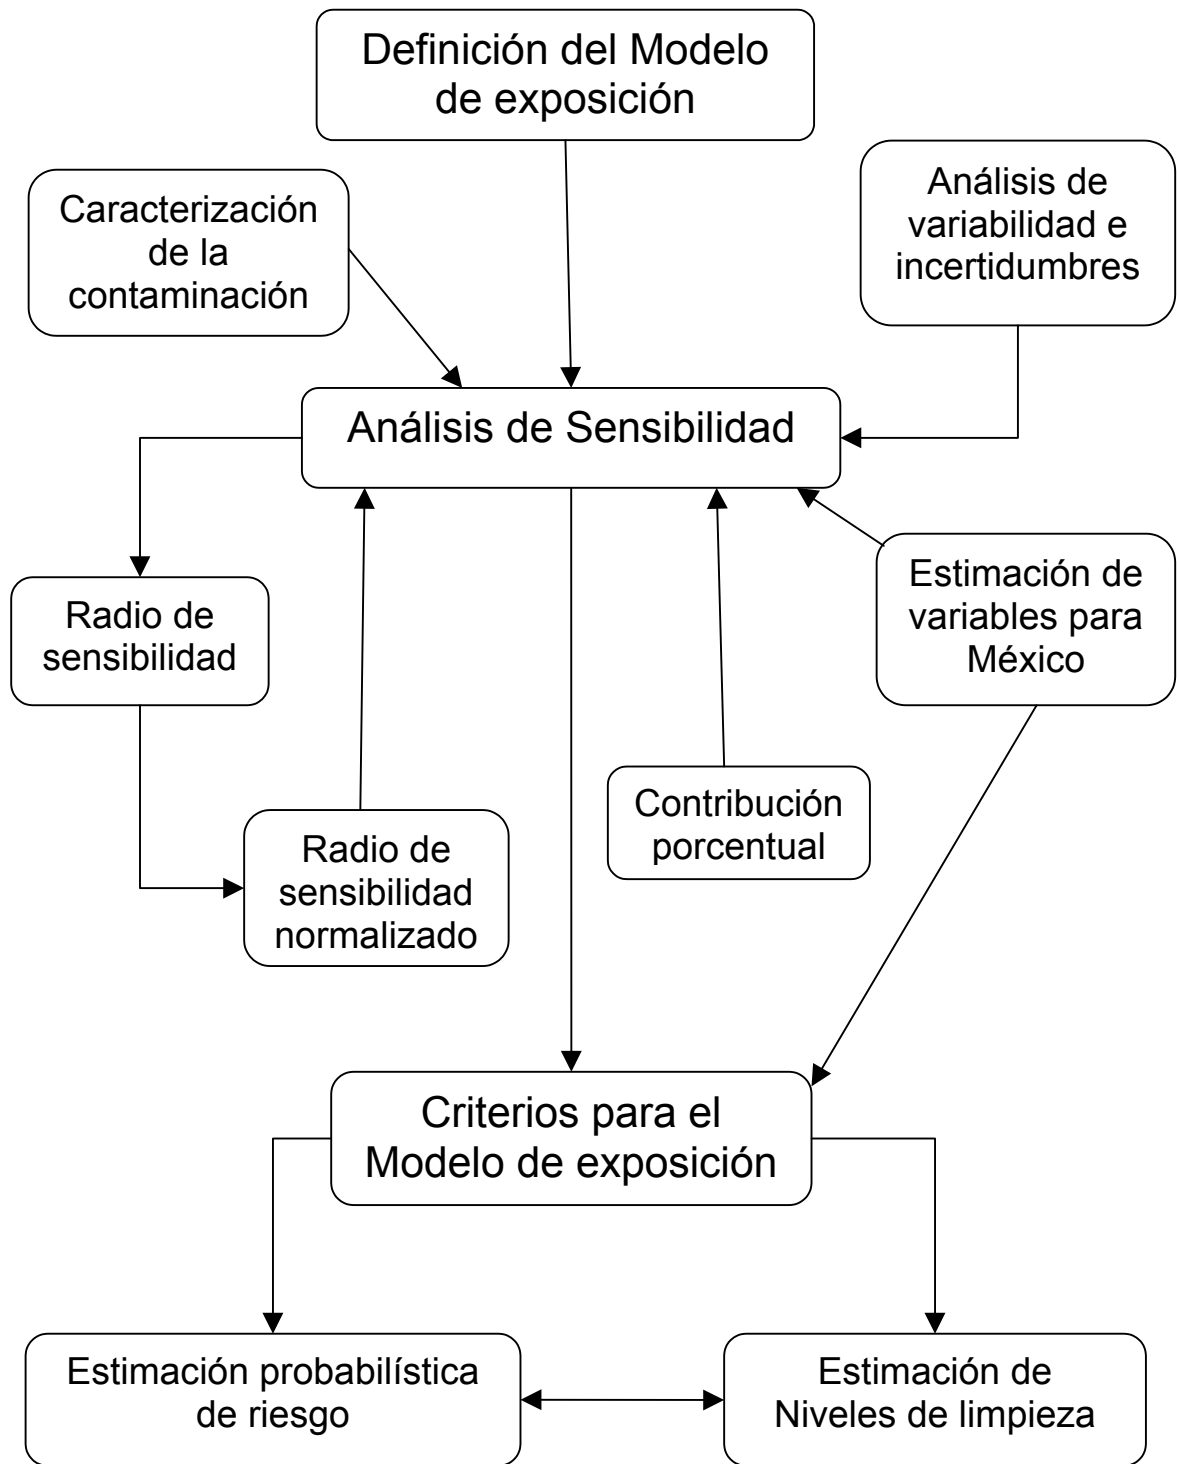 Definición del Modelo
de exposición
Caracterización
de la
contaminación
Análisis de
variabilidad e
incertidumbres
Análisis de Sensibilidad
Radio de
sensibilidad
Estimación de
variables para
México
Contribución
porcentual
Radio de
sensibilidad
normalizado
Criterios para el
Modelo de exposición
Estimación probabilística
de riesgo
Estimación de
Niveles de limpieza